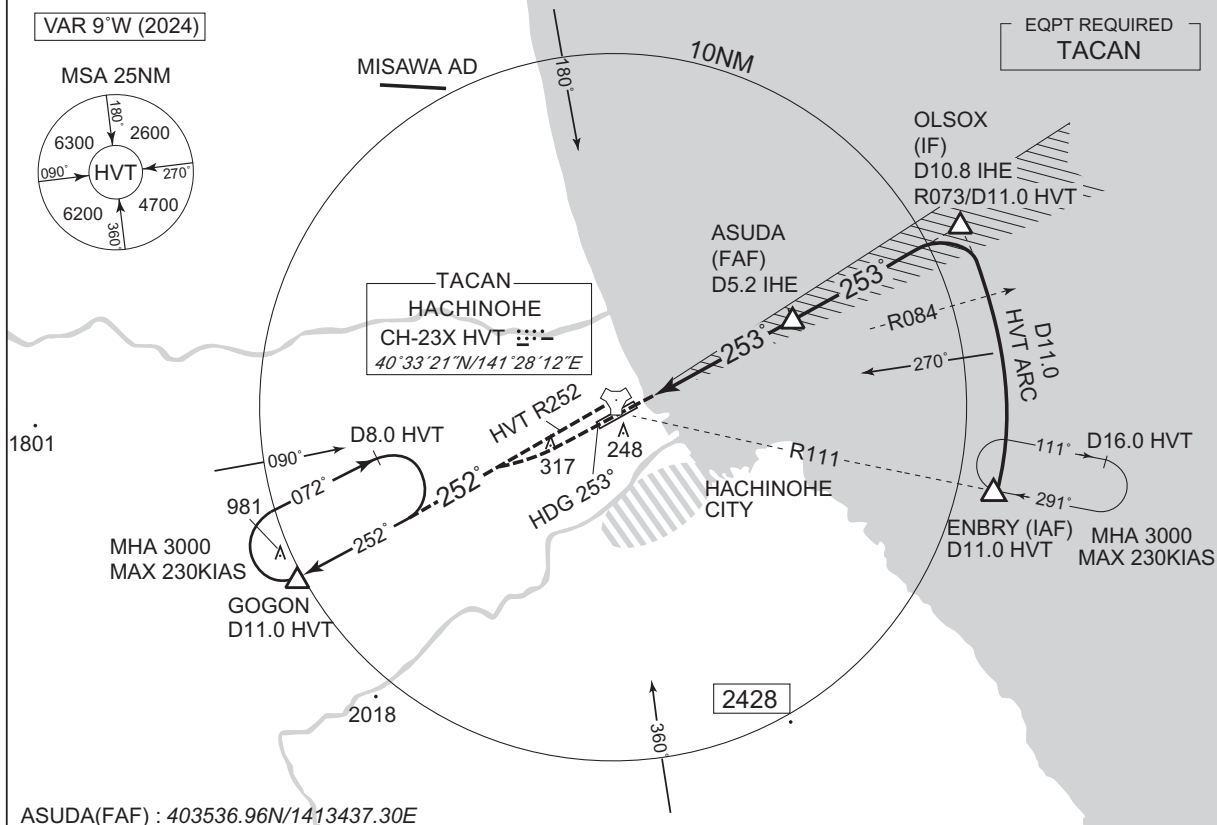 VAR 9°W (2024)
MSA 25NM
180°
6300
2600
090°
HVT
270°
6200
4700
360°
MISAWA AD
180°
10NM
EQPT REQUIRED
TACAN
OLSOX
(IF)
D10.8 IHE
R073/D11.0 HVT
ASUDA
(FAF)
D5.2 IHE
253°
253°
R084
270°
D11.0
HVT ARC
TACAN
HACHINOHE
CH-23X HVT
40°33′21″N/141°28′12″E
1801
D8.0 HVT
HVT R252
090°
072°
981
252°
252°
317
248
HDG 253°
HACHINOHE
CITY
R111
111°
D16.0 HVT
291°
ENBRY (IAF)
D11.0 HVT
MHA 3000
MAX 230KIAS
MHA 3000
MAX 230KIAS
GOGON
D11.0 HVT
2018
2428
360°
ASUDA(FAF) : 403536.96N/1413437.30E